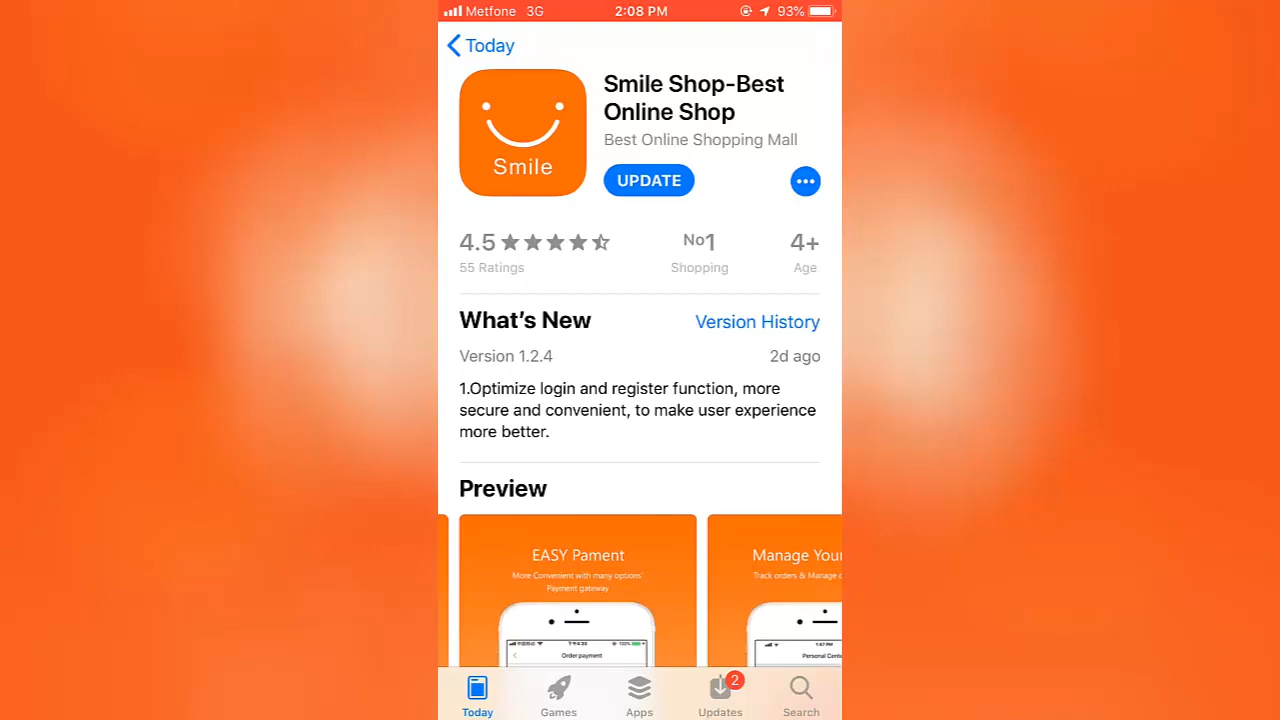 Metfone 3G 2:08 PM 93%
Today
Smile
Smile Shop-Best
Online Shop
Best Online Shopping Mall
UPDATE
4.5
55 Ratings
No1
Shopping
4+
Age
What's New
Version History
Version 1.2.4
2d ago
1.Optimize login and register function, more
secure and convenient, to make user experience
more better.
Preview
EASY Pament
More Convenient with many options'
Payment gateway
Order payment
Manage Your
Track orders & Manage
Personal Cent
Today
Games
Apps
2
Updates
Search